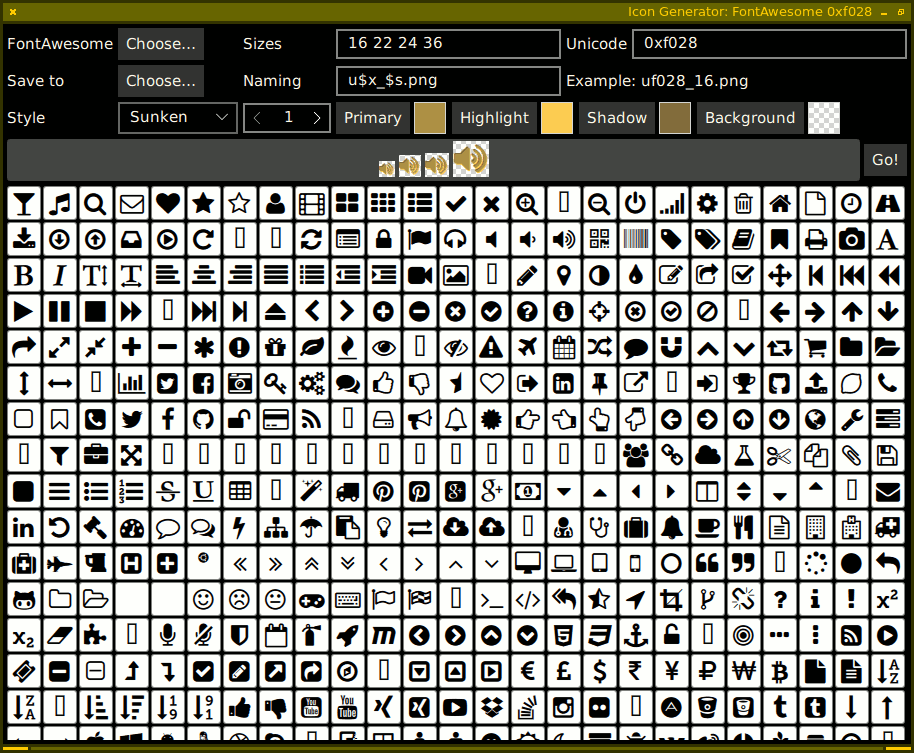 Icon Generator: FontAwesome 0xf028
FontAwesome Choose... Sizes 16 22 24 36 Unicode 0xf028
Save to Choose... Naming u$x_$s.png Example: uf028_16.png
Style Sunken 1 Primary Highlight Shadow Background
Go!